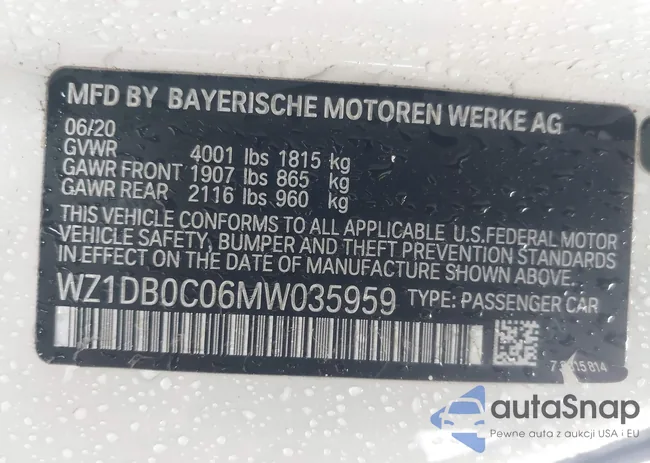 MFD BY BAYERISCHE MOTOREN WERKE AG
06/20
GVWR 4001 lbs 1815 kg
GAWR FRONT 1907 lbs 865 kg
GAWR REAR 2116 lbs 960 kg
THIS VEHICLE CONFORMS TO ALL APPLICABLE U.S.FEDERAL MOTOR
VEHICLE SAFETY, BUMPER AND THEFT PREVENTION STANDARDS
IN EFFECT ON THE DATE OF MANUFACTURE SHOWN ABOVE.
WZ1DB0C06MW035959 TYPE: PASSENGER CAR
autaSnap
Pewne auta z aukcji USA i EU